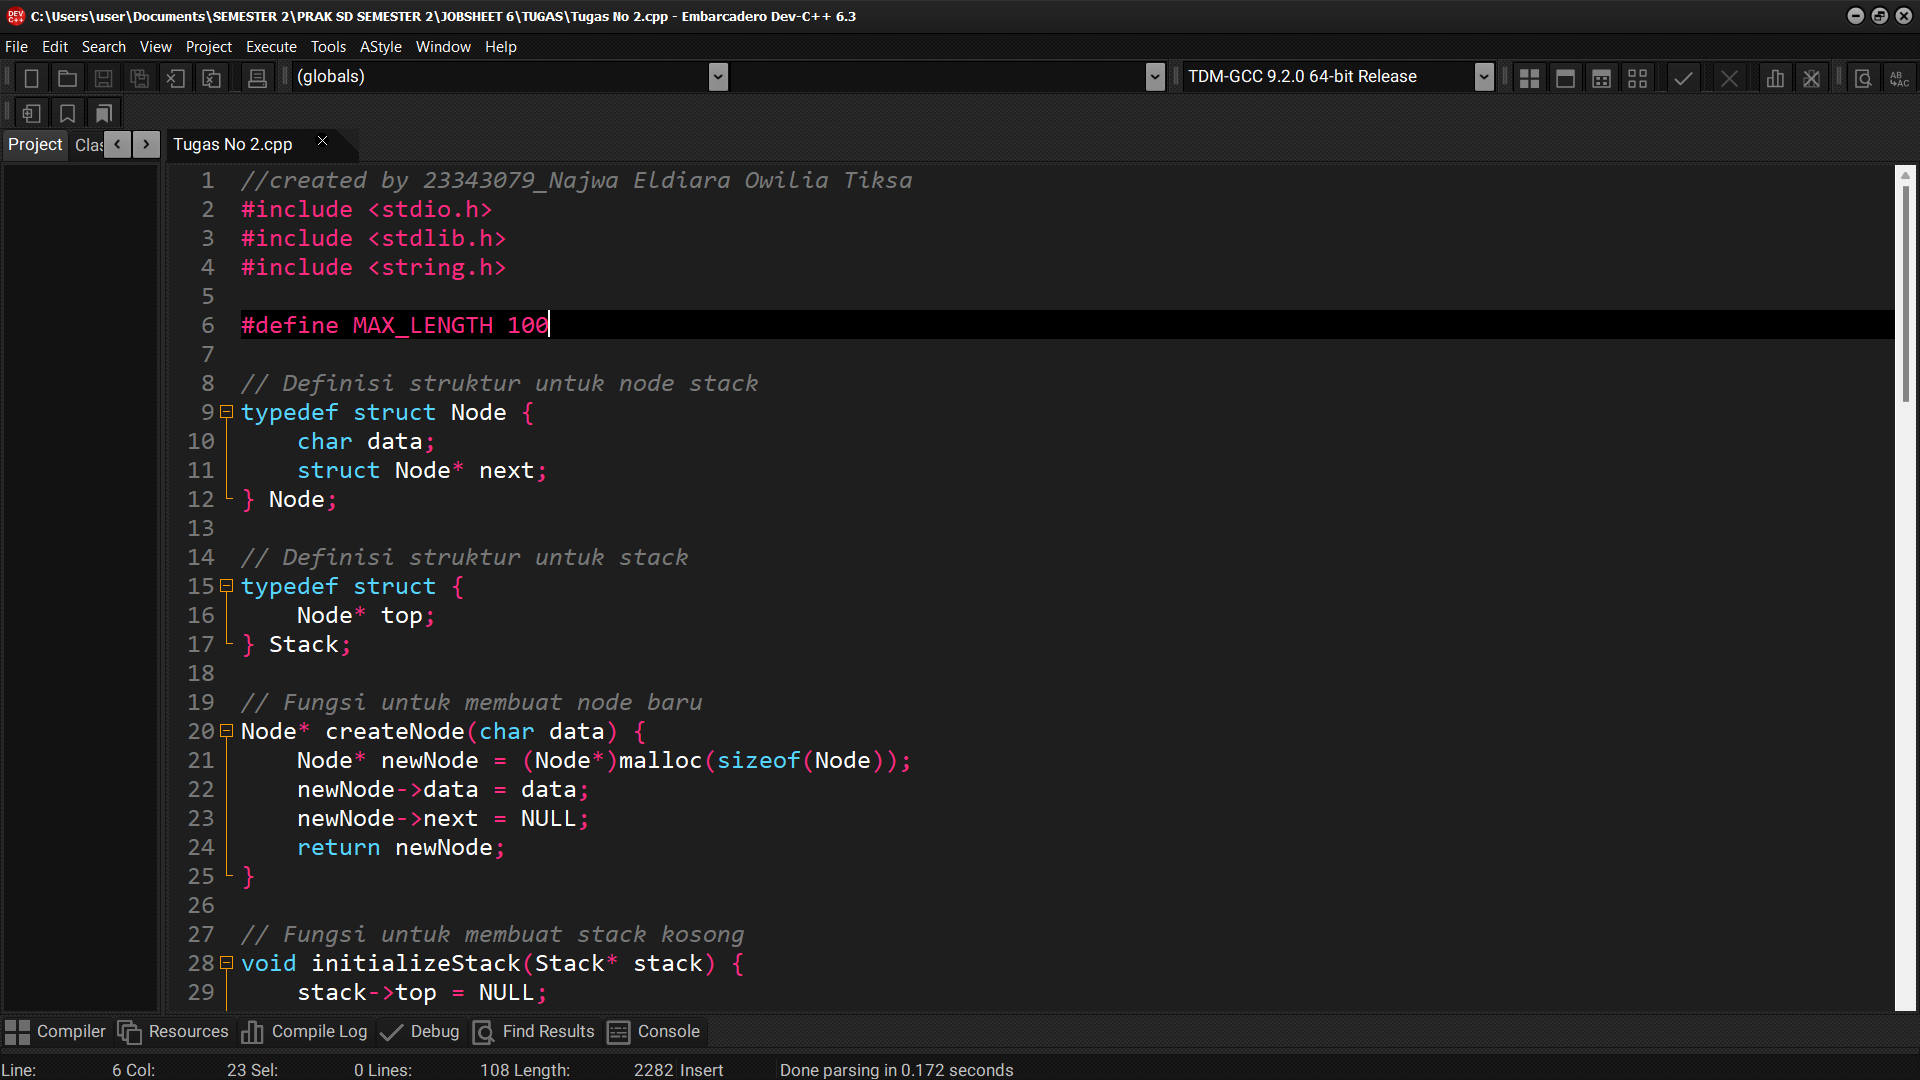 C:\Users\user\Documents\SEMESTER 2\PRAK SD SEMESTER 2\JOBSHEET 6\TUGAS\Tugas No 2.cpp - Embarcadero Dev-C++ 6.3
File Edit Search View Project Execute Tools AStyle Window Help
(globals) TDM-GCC 9.2.0 64-bit Release
Project Clas Tugas No 2.cpp
1 //created by 23343079_Najwa Eldiara Owilia Tiksa
2 #include <stdio.h>
3 #include <stdlib.h>
4 #include <string.h>
5
6 #define MAX_LENGTH 100
7
8 // Definisi struktur untuk node stack
9 typedef struct Node {
10     char data;
11     struct Node* next;
12 } Node;
13
14 // Definisi struktur untuk stack
15 typedef struct {
16     Node* top;
17 } Stack;
18
19 // Fungsi untuk membuat node baru
20 Node* createNode(char data) {
21     Node* newNode = (Node*)malloc(sizeof(Node));
22     newNode->data = data;
23     newNode->next = NULL;
24     return newNode;
25 }
26
27 // Fungsi untuk membuat stack kosong
28 void initializeStack(Stack* stack) {
29     stack->top = NULL;
Compiler Resources Compile Log Debug Find Results Console
Line: 6 Col: 23 Sel: 0 Lines: 108 Length: 2282 Insert Done parsing in 0.172 seconds